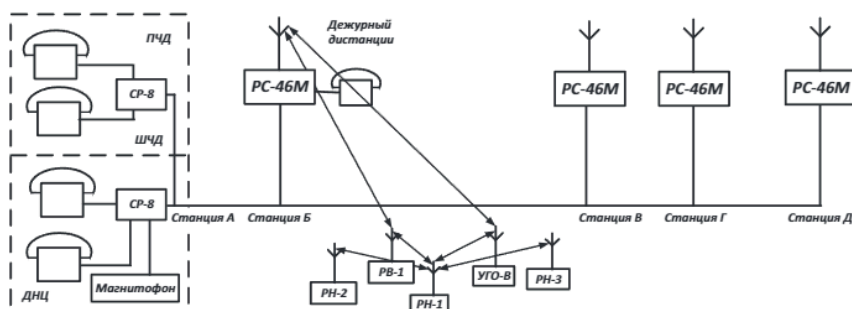 ПЧД
СР-8
ШЧД
СР-8
ДНЦ
Магнитофон
Дежурный
дистанции
РС-46М
РС-46М
РС-46М
РС-46М
Станция А
Станция Б
Станция В
Станция Г
Станция Д
РН-2
РВ-1
РН-1
УГО-В
РН-3